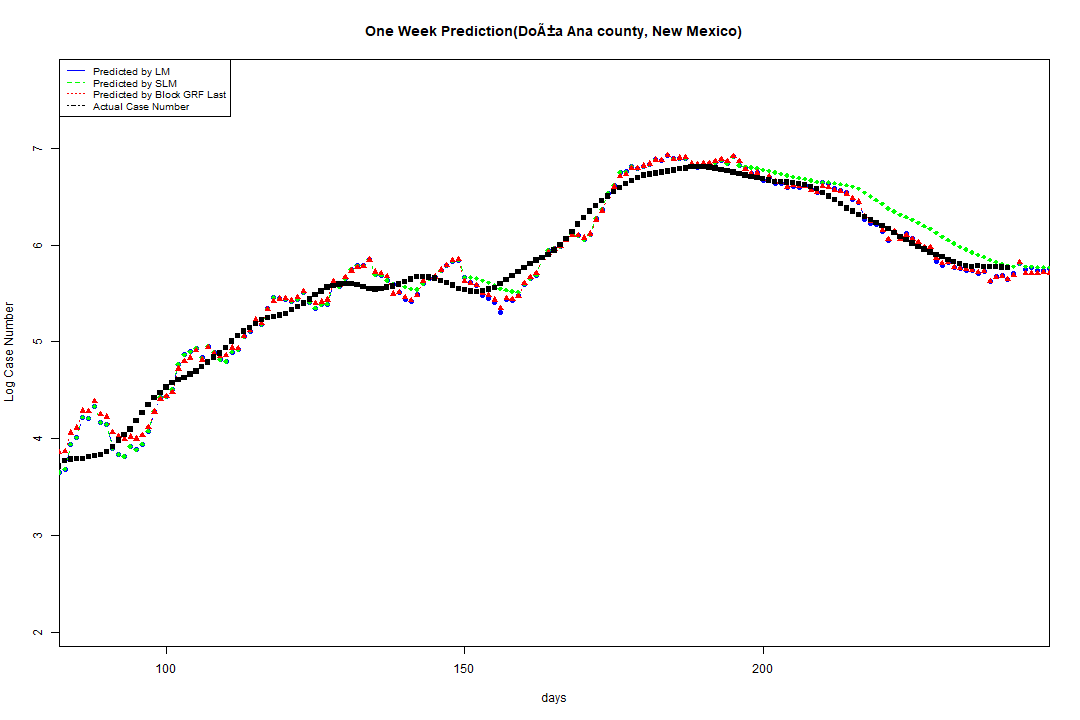 One Week Prediction(DoÃ±a Ana county, New Mexico)
Predicted by LM
Predicted by SLM
Predicted by Block GRF Last
Actual Case Number
7
6
5
4
3
2
Log Case Number
100 150 200
days